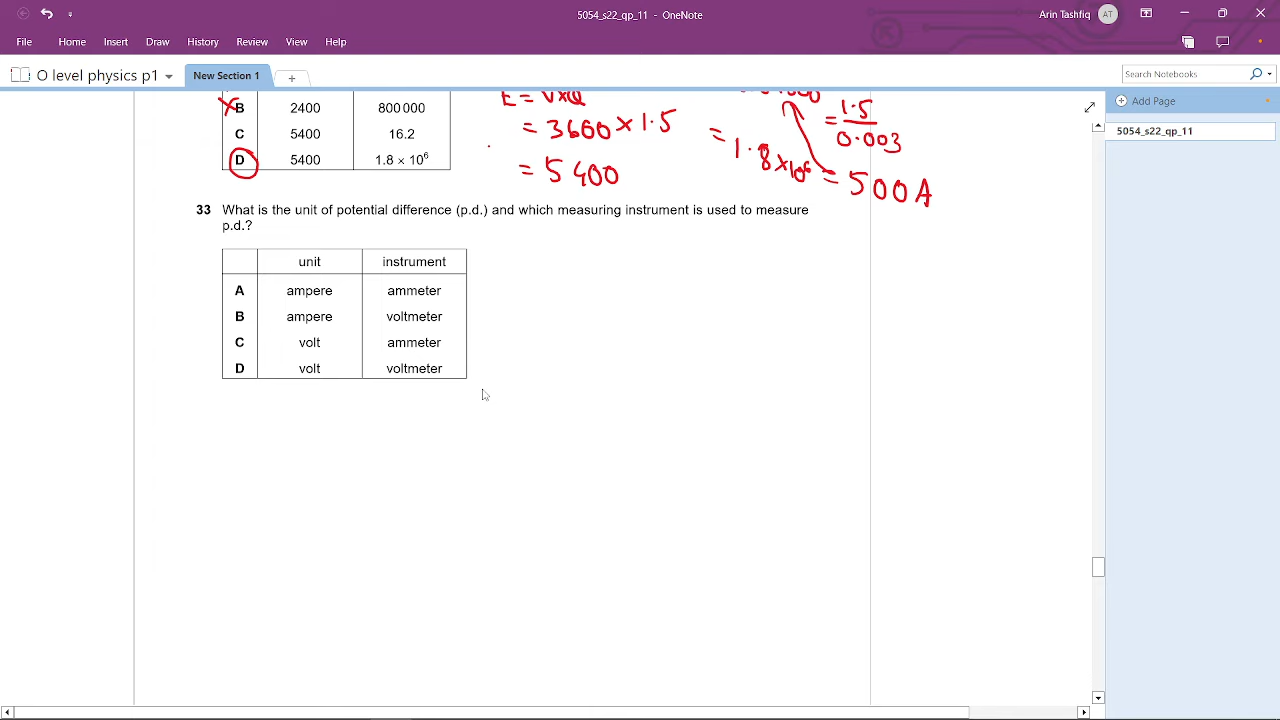 5054_s22_qp_11 - OneNote
Arin Tashfiq AT
File Home Insert Draw History Review View Help
O level physics p1 New Section 1 +
Search Notebooks
Add Page
5054_s22_qp_11
B 2400 800 000
C 5400 16.2
D 5400 1.8 × 10⁶
E = V×Q
= 3600 × 1.5
= 5400
= 1.8×10⁶
= 1.5 / 0.003
= 500A
33 What is the unit of potential difference (p.d.) and which measuring instrument is used to measure
p.d.?
unit instrument
A ampere ammeter
B ampere voltmeter
C volt ammeter
D volt voltmeter